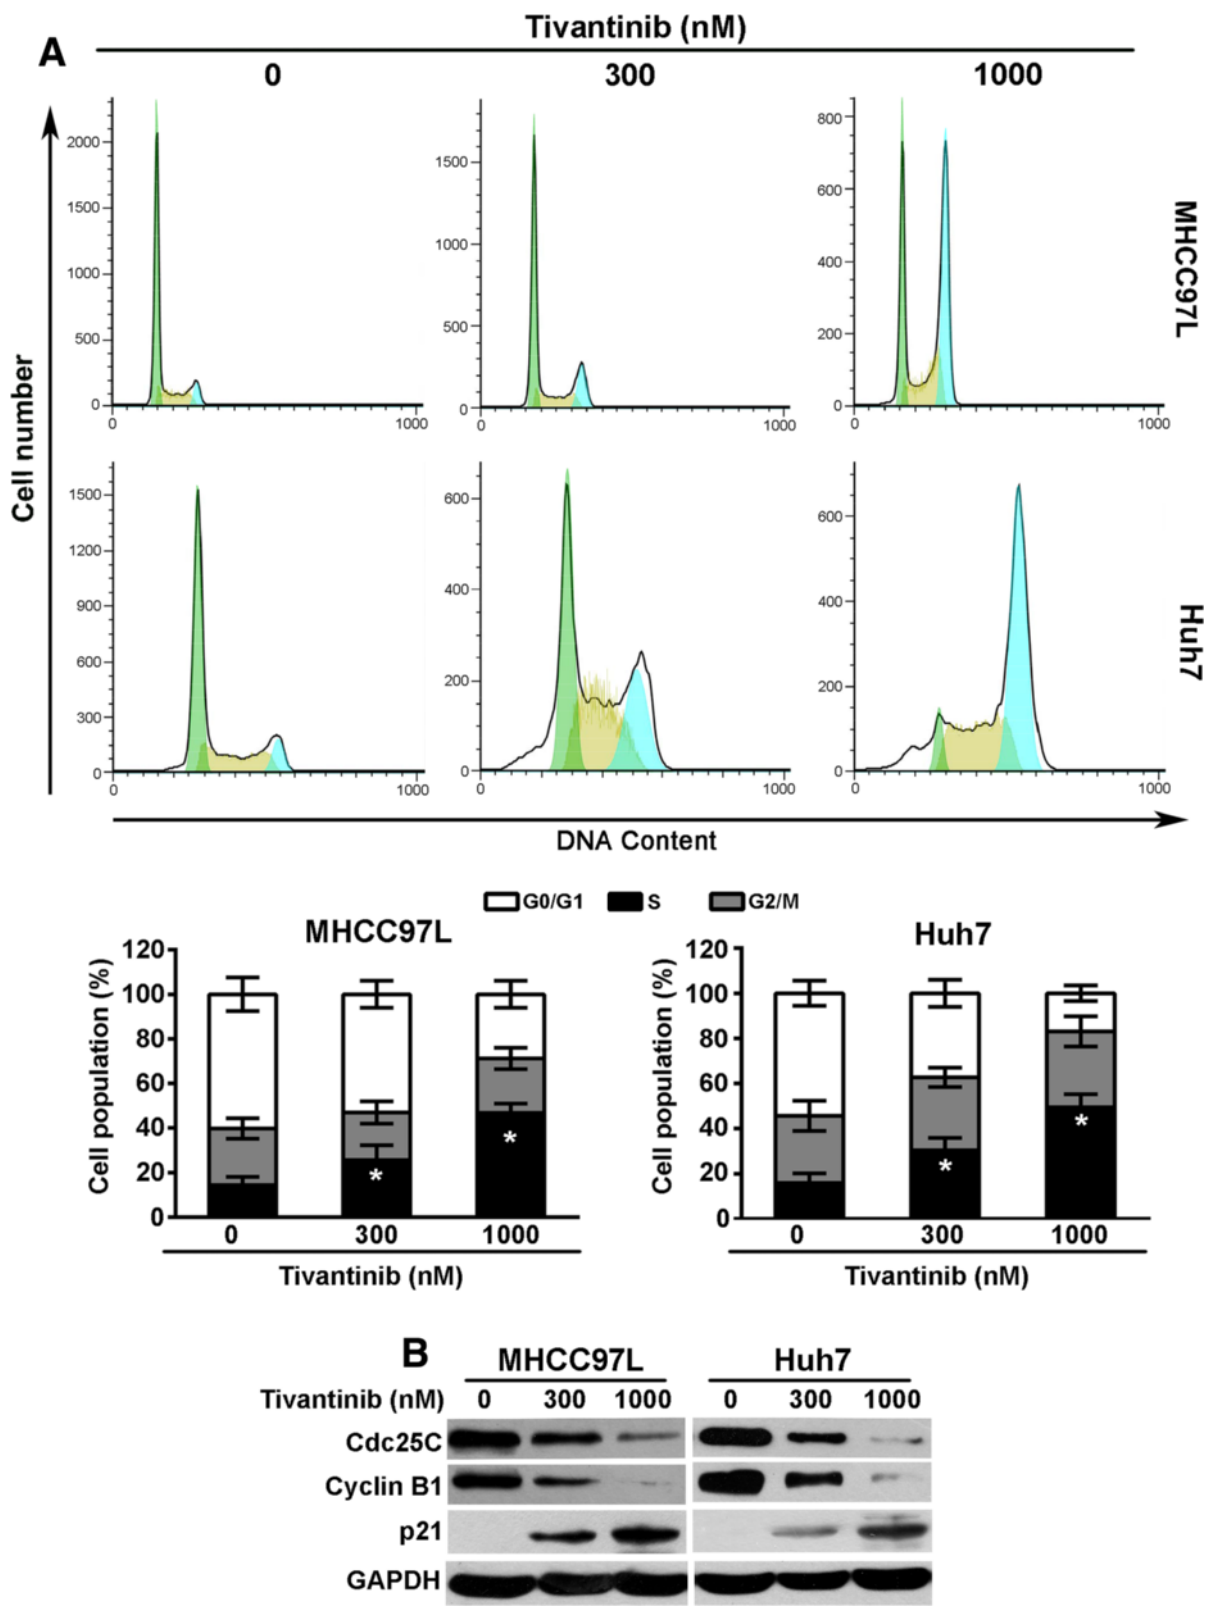 A
Tivantinib (nM)
0 300 1000
2000
1500
1000
500
0
0 1000
1500
1000
500
0
0 1000
800
600
400
200
0
0 1000
MHCC97L
Cell number
1500
1200
900
600
300
0
0 1000
600
400
200
0
0 1000
600
400
200
0
0 1000
Huh7
DNA Content
G0/G1 S G2/M
MHCC97L
Cell population (%)
120
100
80
60
40
20
0
* *
0 300 1000
Tivantinib (nM)
Huh7
Cell population (%)
120
100
80
60
40
20
0
* *
0 300 1000
Tivantinib (nM)
B
MHCC97L Huh7
Tivantinib (nM) 0 300 1000 0 300 1000
Cdc25C
Cyclin B1
p21
GAPDH